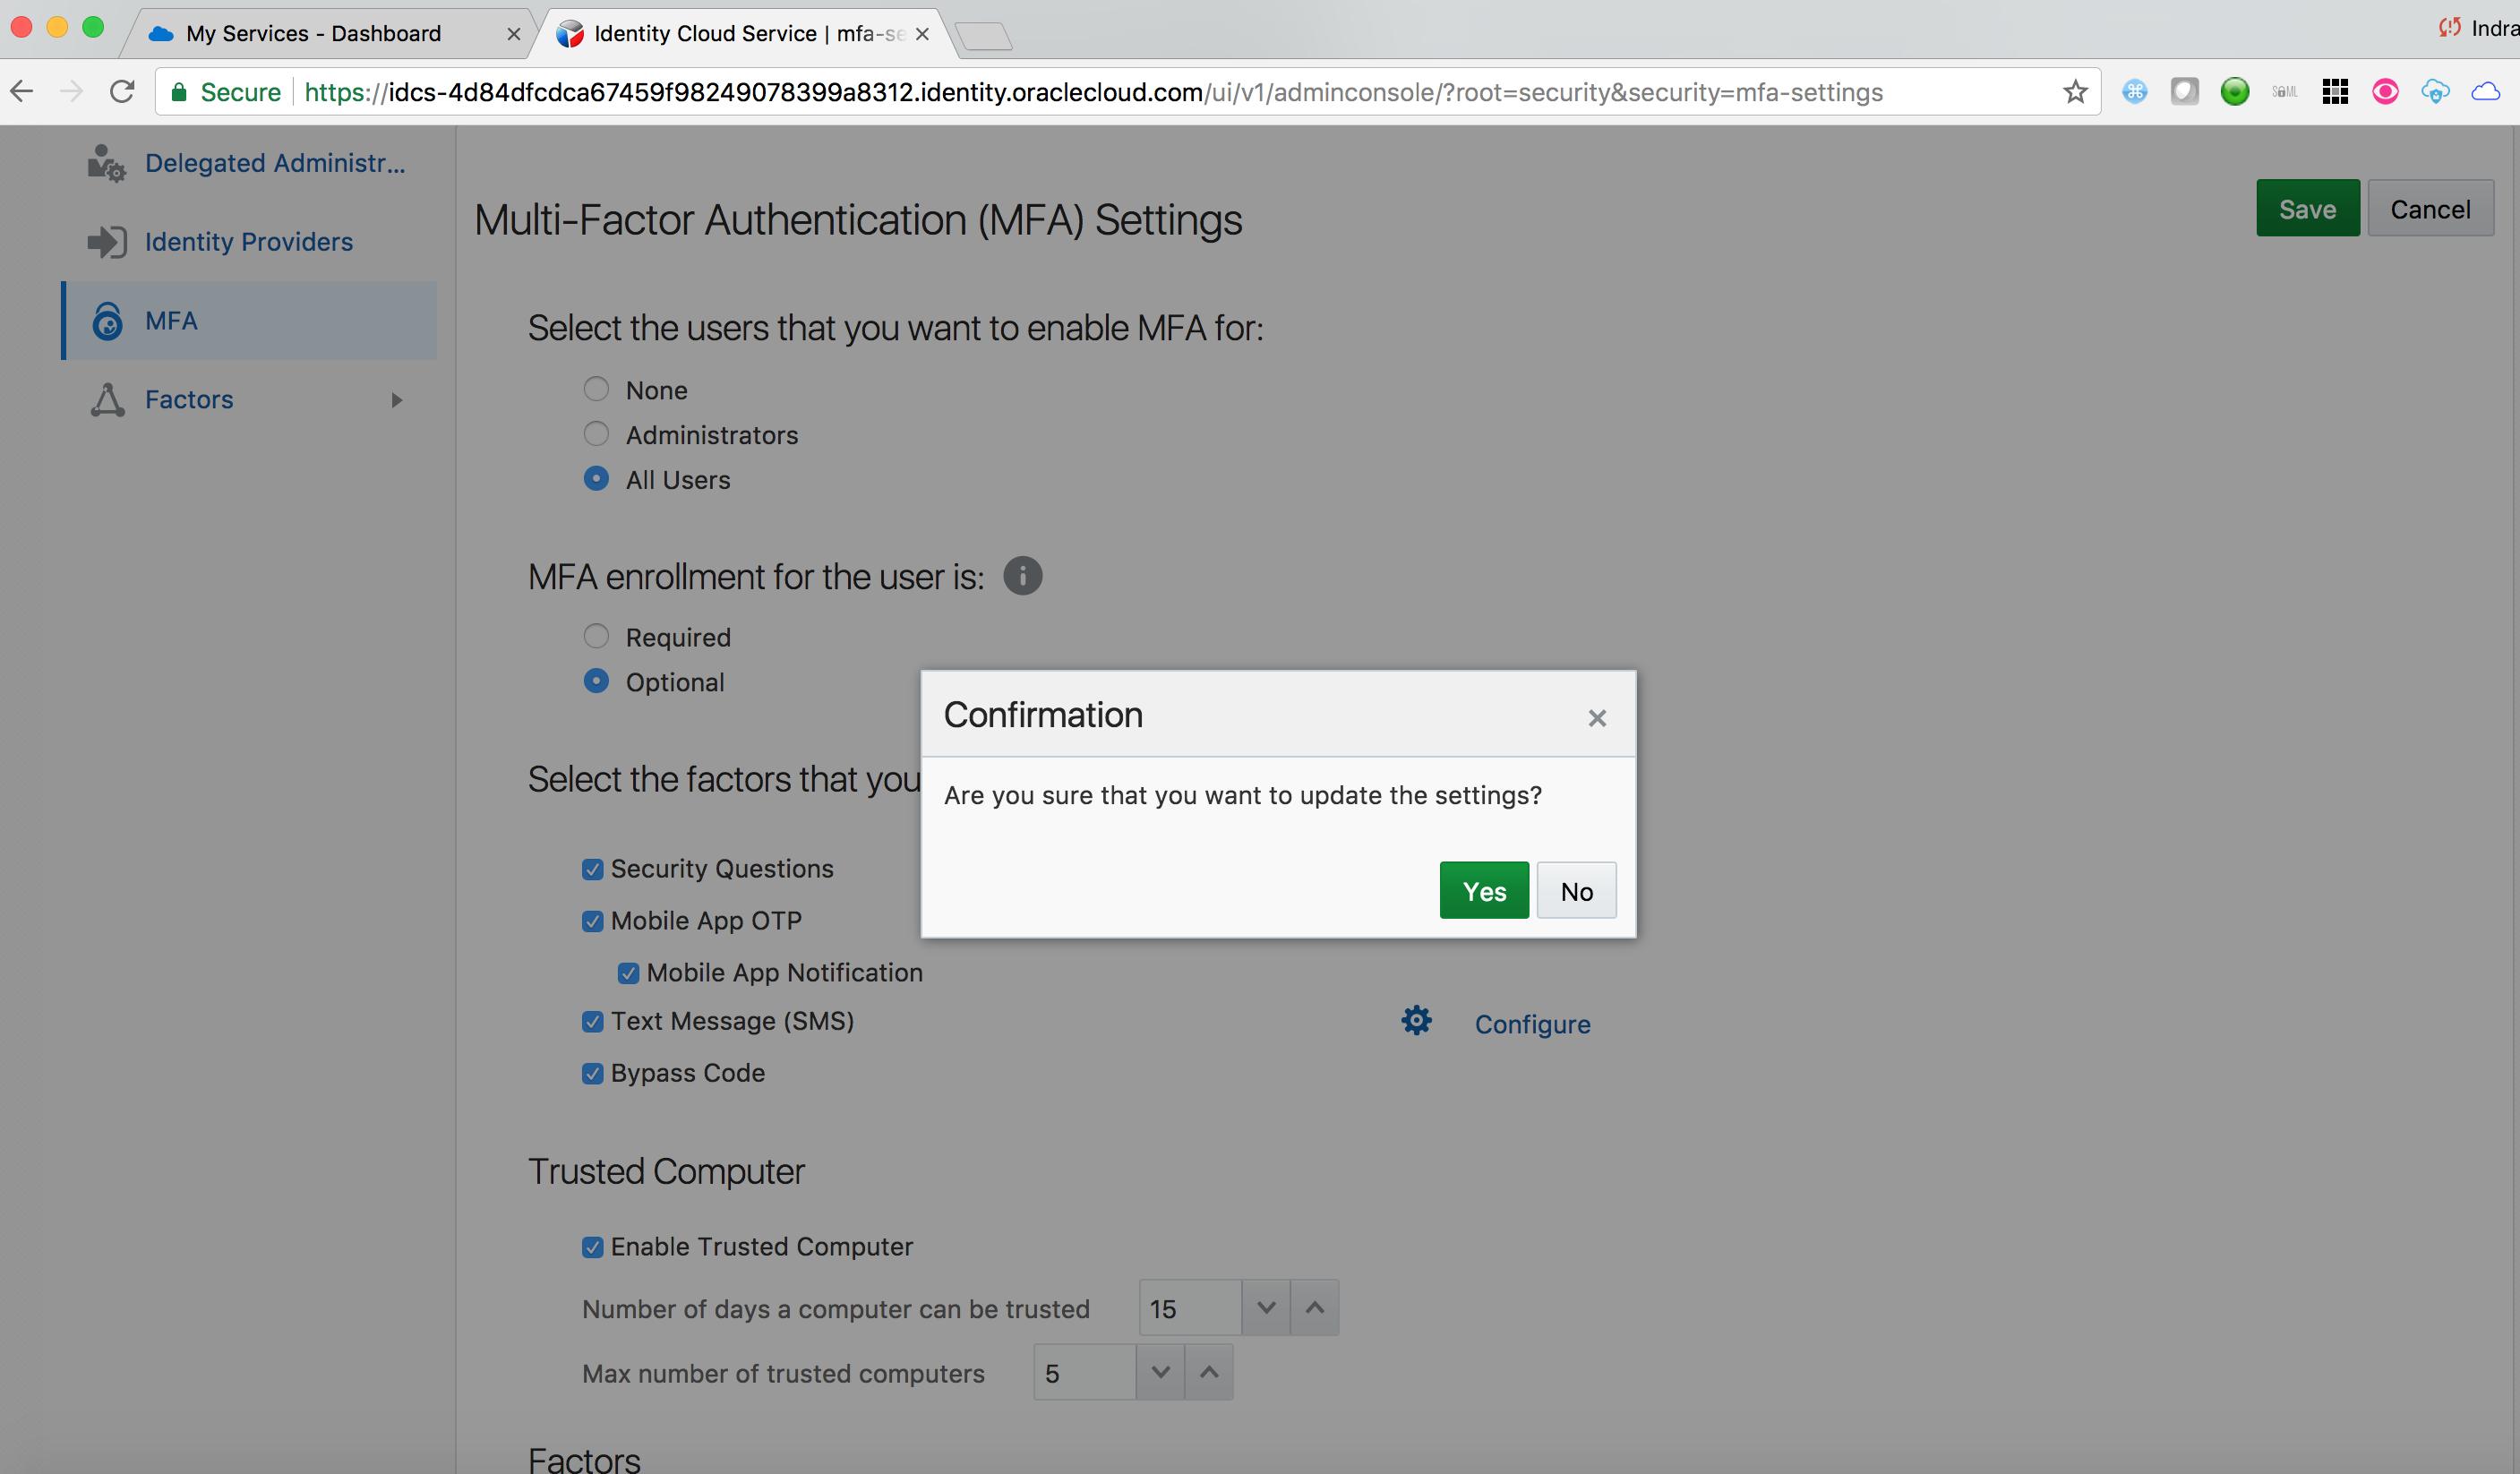 My Services - Dashboard
Identity Cloud Service | mfa-se
Indra
Secure
https://idcs-4d84dfcdca67459f98249078399a8312.identity.oraclecloud.com/ui/v1/adminconsole/?root=security&security=mfa-settings
SAML
Delegated Administr...
Identity Providers
MFA
Factors
Multi-Factor Authentication (MFA) Settings
Save
Cancel
Select the users that you want to enable MFA for:
None
Administrators
All Users
MFA enrollment for the user is:
Required
Optional
Select the factors that you
Confirmation
Are you sure that you want to update the settings?
Yes
No
Security Questions
Mobile App OTP
Mobile App Notification
Text Message (SMS)
Configure
Bypass Code
Trusted Computer
Enable Trusted Computer
Number of days a computer can be trusted
15
Max number of trusted computers
5
Factors